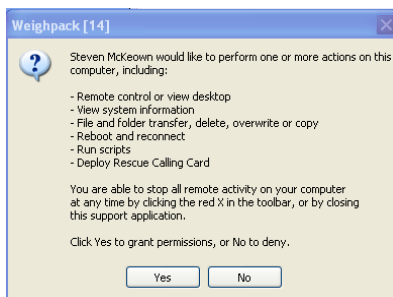 Weighpack [14]
Steven McKeown would like to perform one or more actions on this
computer, including:
- Remote control or view desktop
- View system information
- File and folder transfer, delete, overwrite or copy
- Reboot and reconnect
- Run scripts
- Deploy Rescue Calling Card
You are able to stop all remote activity on your computer
at any time by clicking the red X in the toolbar, or by closing
this support application.
Click Yes to grant permissions, or No to deny.
Yes No